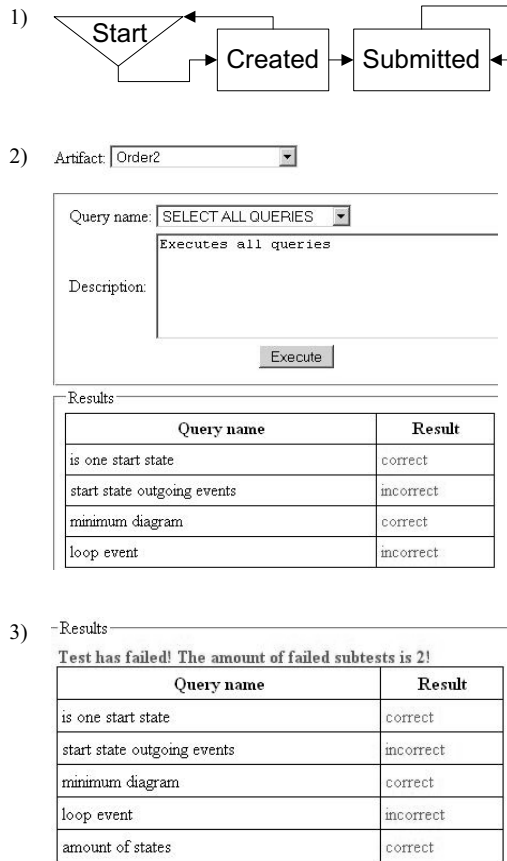 1)
Start
Created
Submitted
2)
Artifact: Order2
Query name: SELECT ALL QUERIES
Executes all queries
Description:
Execute
Results
Query name Result
is one start state correct
start state outgoing events incorrect
minimum diagram correct
loop event incorrect
3)
Results
Test has failed! The amount of failed subtests is 2!
Query name Result
is one start state correct
start state outgoing events incorrect
minimum diagram correct
loop event incorrect
amount of states correct